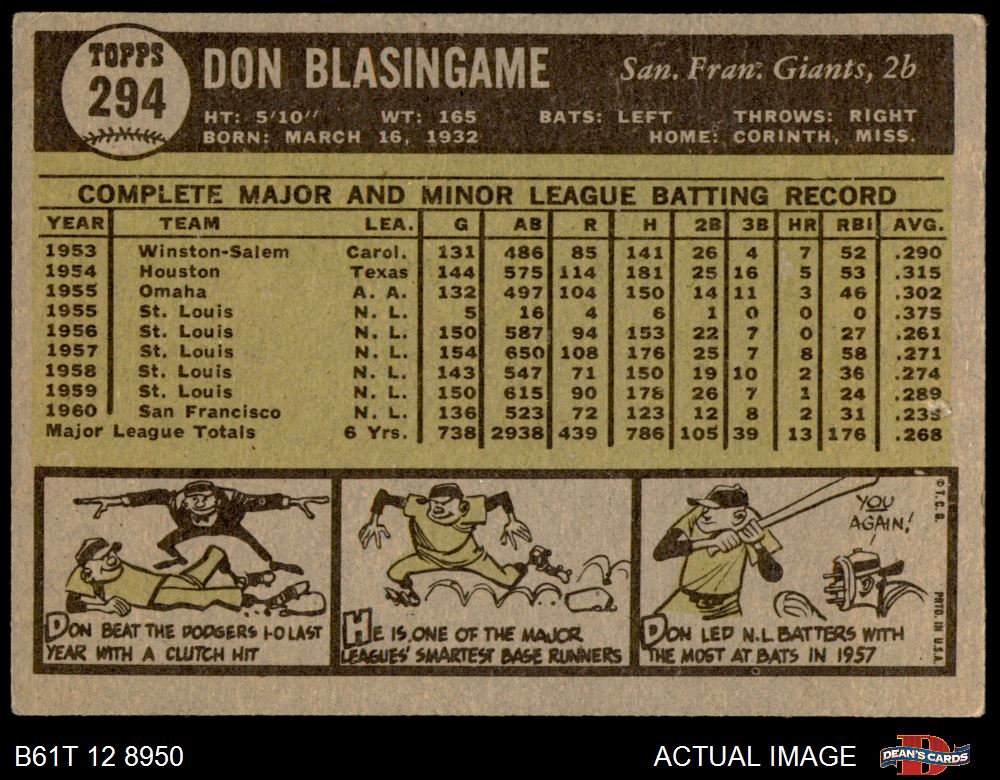 TOPPS
294
DON BLASINGAME
San. Fran. Giants, 2b
HT: 5'10" WT: 165 BATS: LEFT THROWS: RIGHT
BORN: MARCH 16, 1932 HOME: CORINTH, MISS.
COMPLETE MAJOR AND MINOR LEAGUE BATTING RECORD
YEAR TEAM LEA. G AB R H 2B 3B HR RBI AVG.
1953 Winston-Salem Carol. 131 486 85 141 26 4 7 52 .290
1954 Houston Texas 144 575 114 181 25 16 5 53 .315
1955 Omaha A. A. 132 497 104 150 14 11 3 46 .302
1955 St. Louis N. L. 5 16 4 6 1 0 0 0 .375
1956 St. Louis N. L. 150 587 94 153 22 7 0 27 .261
1957 St. Louis N. L. 154 650 108 176 25 7 8 58 .271
1958 St. Louis N. L. 143 547 71 150 19 10 2 36 .274
1959 St. Louis N. L. 150 615 90 178 26 7 1 24 .289
1960 San Francisco N. L. 136 523 72 123 12 8 2 31 .235
Major League Totals 6 Yrs. 738 2938 439 786 105 39 13 176 .268
DON BEAT THE DODGERS 1-0 LAST
YEAR WITH A CLUTCH HIT
HE IS ONE OF THE MAJOR
LEAGUES' SMARTEST BASE RUNNERS
YOU
AGAIN!
DON LED N.L. BATTERS WITH
THE MOST AT BATS IN 1957
© T. C. G. PRTD. IN U.S.A.
B61T 12 8950
ACTUAL IMAGE
DEAN'S CARDS